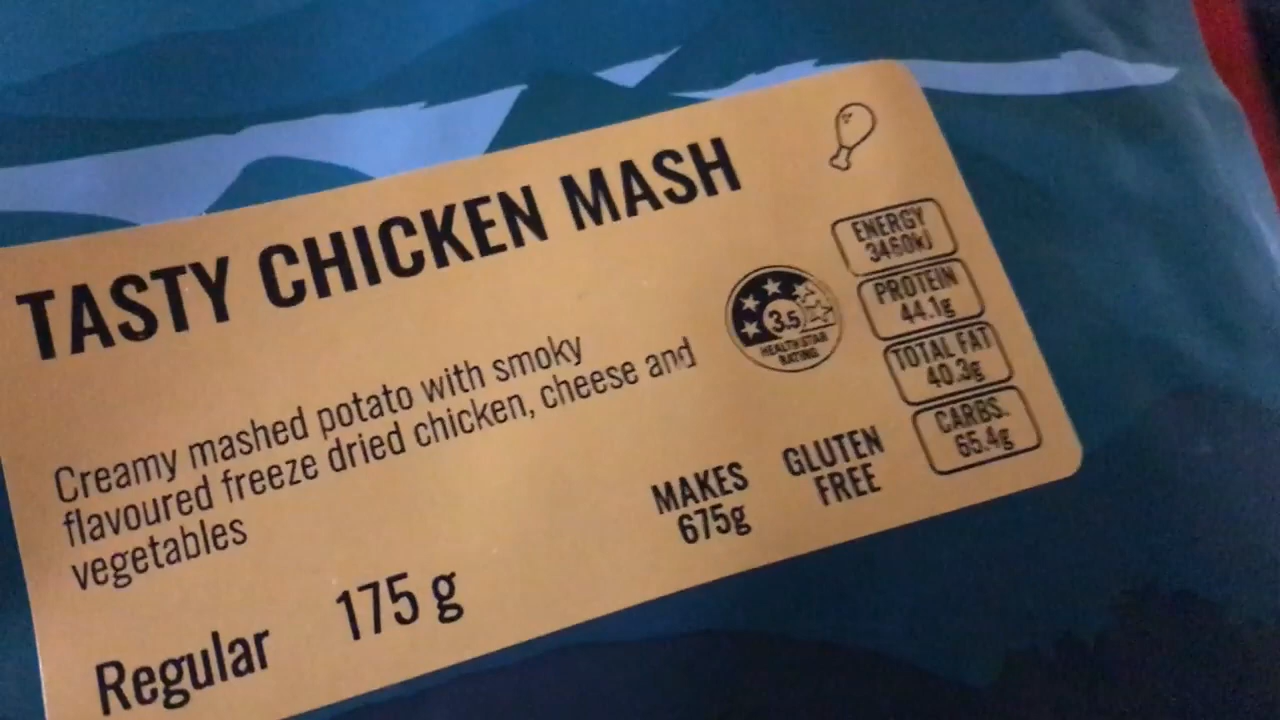 TASTY CHICKEN MASH
Creamy mashed potato with smoky
flavoured freeze dried chicken, cheese and
vegetables
Regular 175 g
MAKES
675g
GLUTEN
FREE
3.5
HEALTH STAR
RATING
ENERGY
3460kJ
PROTEIN
44.1g
TOTAL FAT
40.3g
CARBS.
65.4g